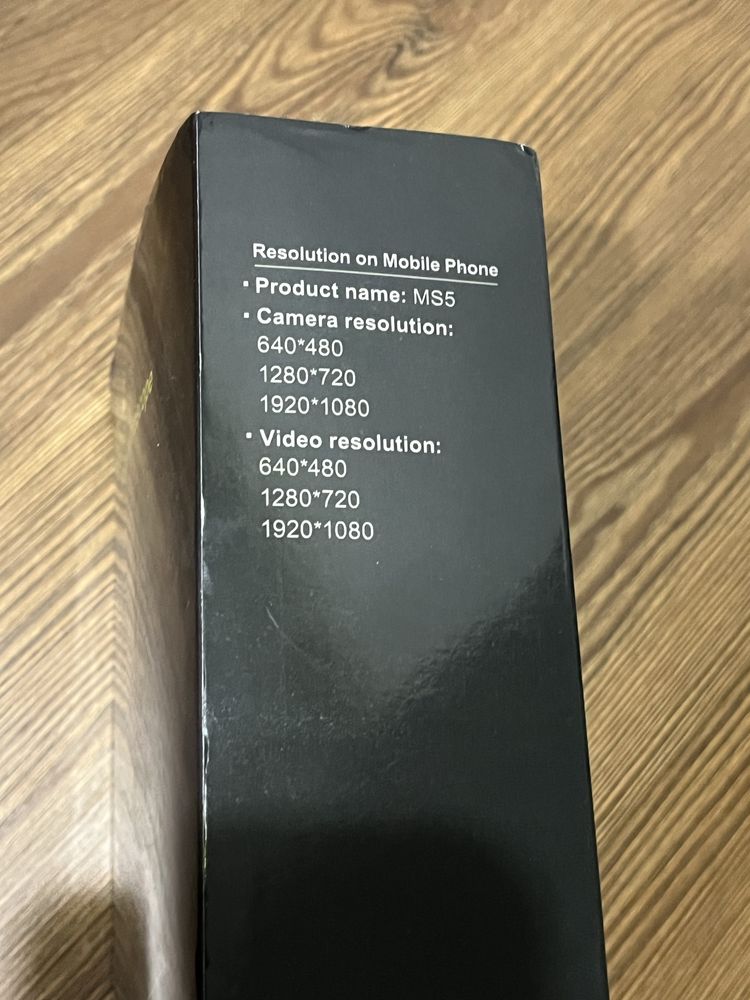 Resolution on Mobile Phone
· Product name: MS5
· Camera resolution:
640*480
1280*720
1920*1080
· Video resolution:
640*480
1280*720
1920*1080